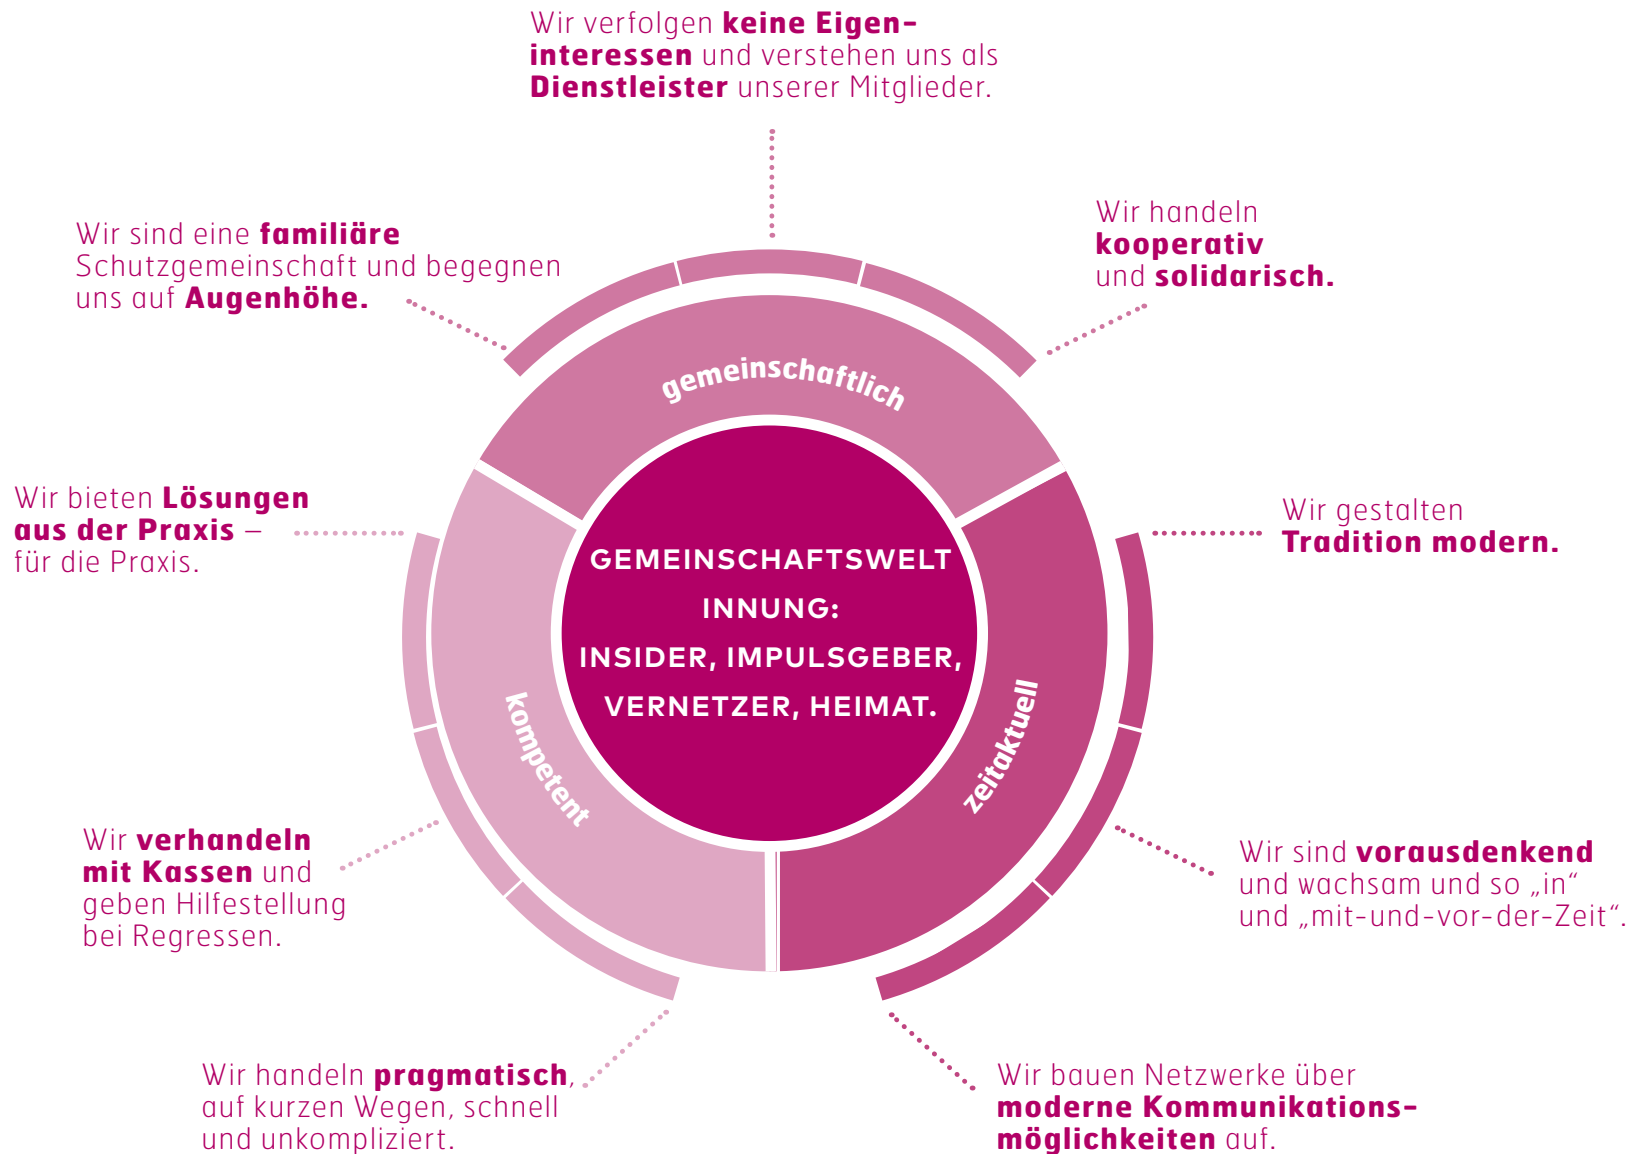 Wir verfolgen keine Eigen-
interessen und verstehen uns als
Dienstleister unserer Mitglieder.
Wir sind eine familiäre
Schutzgemeinschaft und begegnen
uns auf Augenhöhe.
Wir handeln
kooperativ
und solidarisch.
gemeinschaftlich
Wir bieten Lösungen
aus der Praxis –
für die Praxis.
GEMEINSCHAFTSWELT
INNUNG:
INSIDER, IMPULSGEBER,
VERNETZER, HEIMAT.
Wir gestalten
Tradition modern.
kompetent
zeitaktuell
Wir verhandeln
mit Kassen und
geben Hilfestellung
bei Regressen.
Wir sind vorausdenkend
und wachsam und so „in“
und „mit-und-vor-der-Zeit“.
Wir handeln pragmatisch,
auf kurzen Wegen, schnell
und unkompliziert.
Wir bauen Netzwerke über
moderne Kommunikations-
möglichkeiten auf.